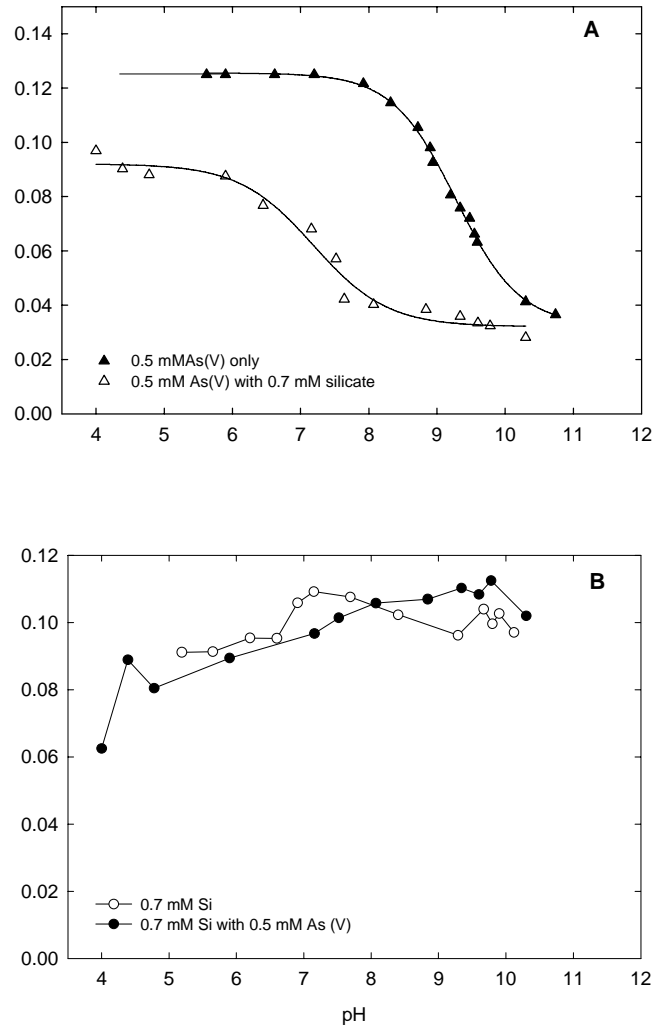 0.14
A
0.12
0.10
0.08
0.06
0.04
0.5 mMAs(V) only
0.02
0.5 mM As(V) with 0.7 mM silicate
0.00
4 5 6 7 8 9 10 11 12
0.12
B
0.10
0.08
0.06
0.04
0.02
0.7 mM Si
0.7 mM Si with 0.5 mM As (V)
0.00
4 5 6 7 8 9 10 11 12
pH